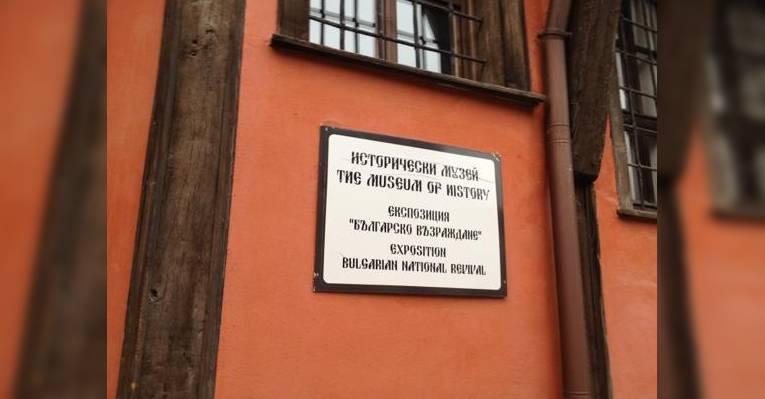 ИСТОРИЧЕСКИ МУЗЕЙ
THE MUSEUM OF HISTORY
ЕКСПОЗИЦИЯ
"БЪЛГАРСКО ВЪЗРАЖДАНЕ"
EXPOSITION
BULGARIAN NATIONAL REVIVAL